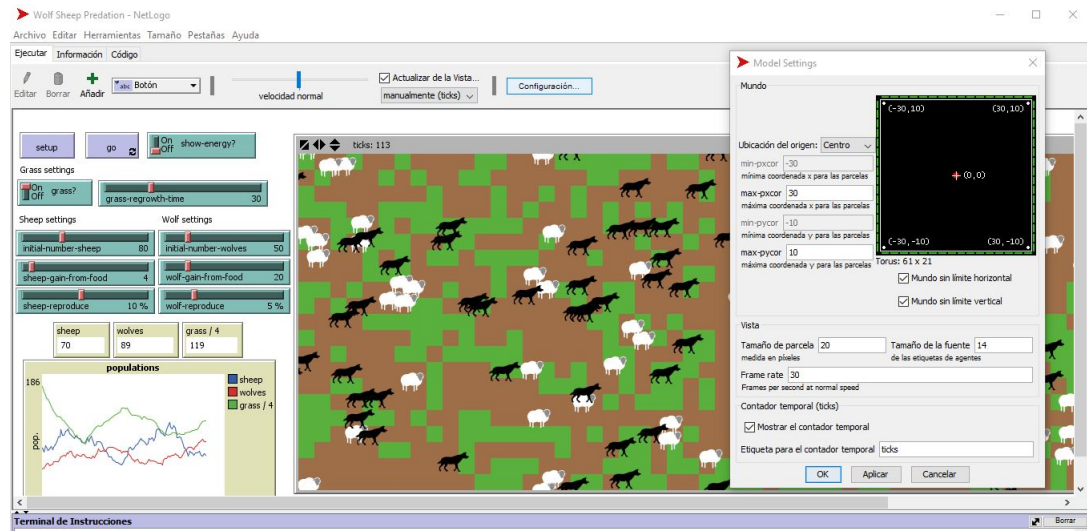 Wolf Sheep Predation - NetLogo
Archivo Editar Herramientas Tamaño Pestañas Ayuda
Ejecutar Información Código
Editar Borrar Añadir
abc Botón
velocidad normal
Actualizar de la Vista...
manualmente (ticks)
Configuración...
setup
go
On
Off
show-energy?
Grass settings
On
Off
grass?
grass-regrowth-time 30
Sheep settings
Wolf settings
initial-number-sheep 80
initial-number-wolves 50
sheep-gain-from-food 4
wolf-gain-from-food 20
sheep-reproduce 10 %
wolf-reproduce 5 %
sheep
70
wolves
89
grass / 4
119
populations
186
pop.
sheep
wolves
grass / 4
ticks: 113
Model Settings
Mundo
Ubicación del origen: Centro
min-pxcor -30
mínima coordenada x para las parcelas
max-pxcor 30
máxima coordenada x para las parcelas
min-pycor -10
mínima coordenada y para las parcelas
max-pycor 10
máxima coordenada y para las parcelas
(-30,10)
(30,10)
(0,0)
(-30,-10)
(30,-10)
Torus: 61 x 21
Mundo sin límite horizontal
Mundo sin límite vertical
Vista
Tamaño de parcela 20
medida en píxeles
Tamaño de la fuente 14
de las etiquetas de agentes
Frame rate 30
Frames per second at normal speed
Contador temporal (ticks)
Mostrar el contador temporal
Etiqueta para el contador temporal ticks
OK
Aplicar
Cancelar
Terminal de Instrucciones
Borrar